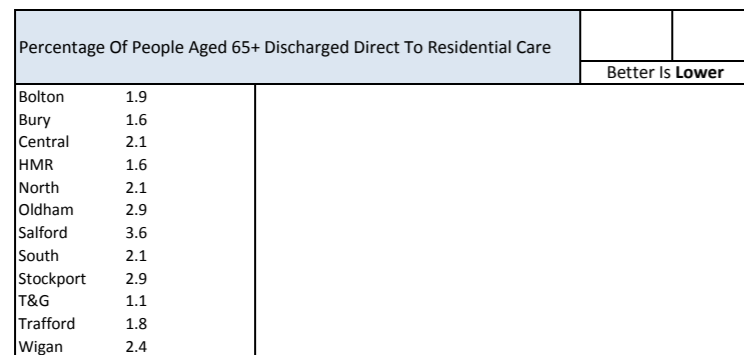 Percentage Of People Aged 65+ Discharged Direct To Residential Care
Better Is Lower
Bolton 1.9
Bury 1.6
Central 2.1
HMR 1.6
North 2.1
Oldham 2.9
Salford 3.6
South 2.1
Stockport 2.9
T&G 1.1
Trafford 1.8
Wigan 2.4